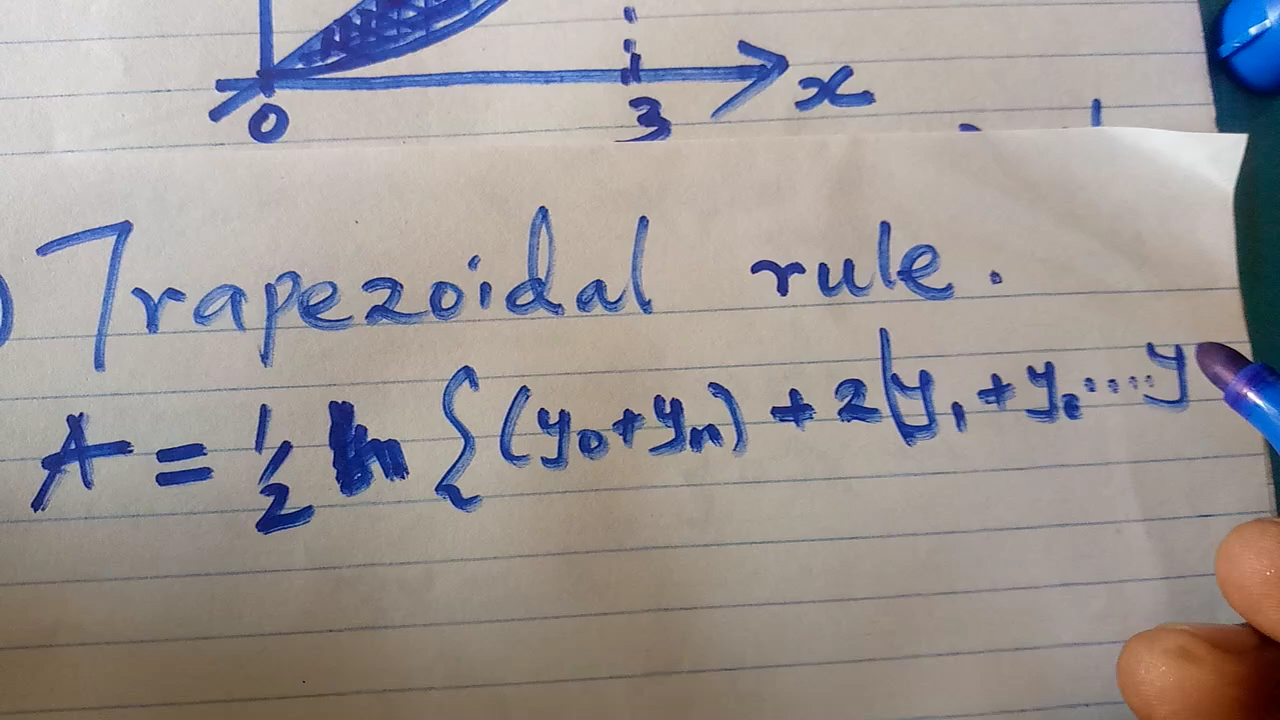 0 3 x
) Trapezoidal rule.
A = 1/2 h {(y₀+yₙ) + 2(y₁ + y₂ ....y